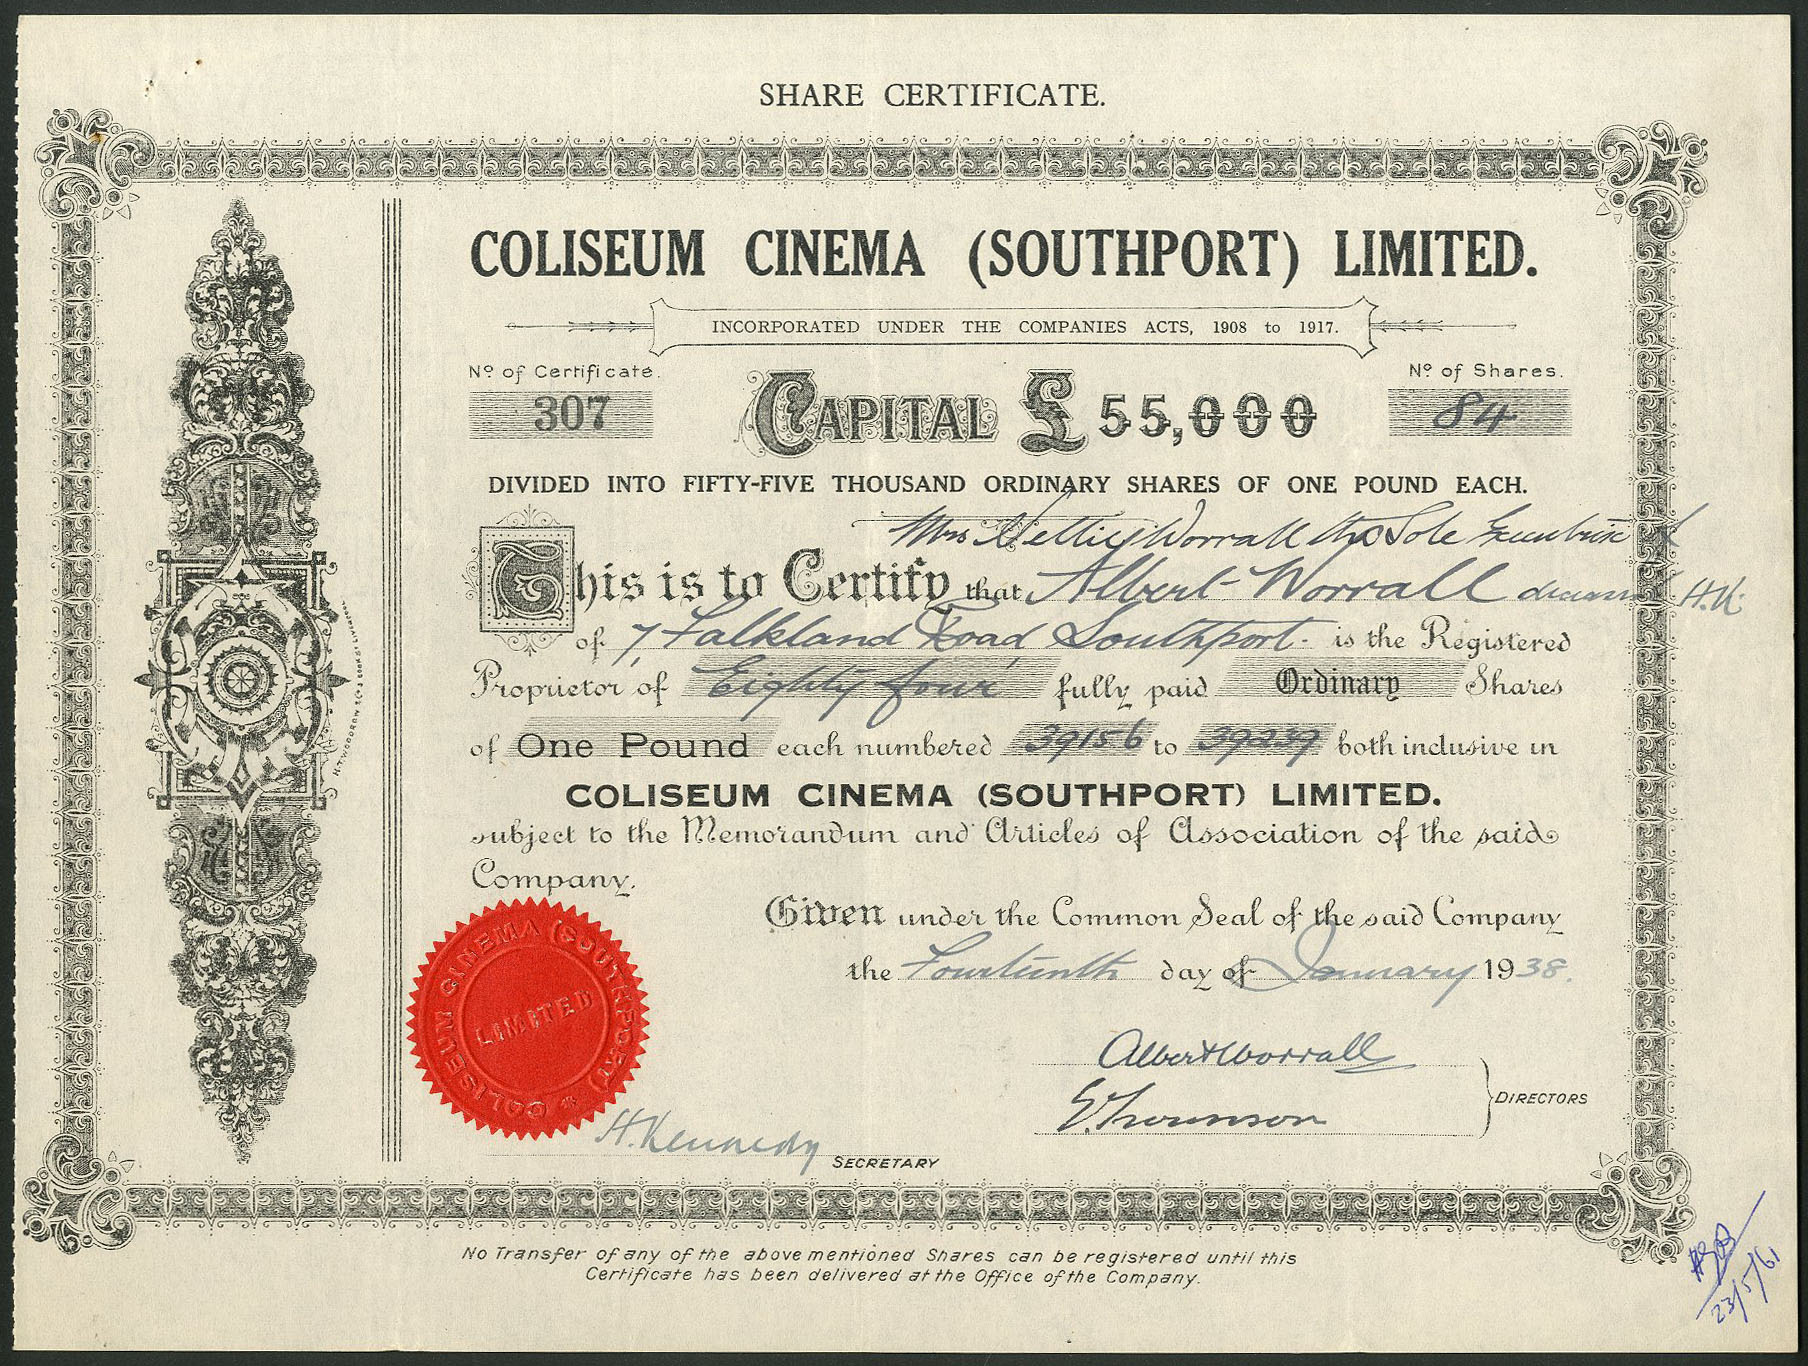 SHARE CERTIFICATE.
COLISEUM CINEMA (SOUTHPORT) LIMITED.
INCORPORATED UNDER THE COMPANIES ACTS, 1908 to 1917.
Nº of Certificate.
307
CAPITAL £55,000
Nº of Shares.
84
DIVIDED INTO FIFTY-FIVE THOUSAND ORDINARY SHARES OF ONE POUND EACH.
Mrs Nellie Worrall the Sole Executrix of
This is to Certify that Albert Worrall deceased H.K.
of 7, Falkland Road, Southport. is the Registered
Proprietor of Eighty four fully paid Ordinary Shares
of One Pound each numbered 39156 to 39239 both inclusive in
COLISEUM CINEMA (SOUTHPORT) LIMITED.
subject to the Memorandum and Articles of Association of the said
Company.
Given under the Common Seal of the said Company
the Fourteenth day of January 1938.
COLISEUM CINEMA (SOUTHPORT) *
LIMITED
Albert Worrall
DIRECTORS
H. Kennedy
SECRETARY
No Transfer of any of the above mentioned Shares can be registered until this
Certificate has been delivered at the Office of the Company.
23/5/61